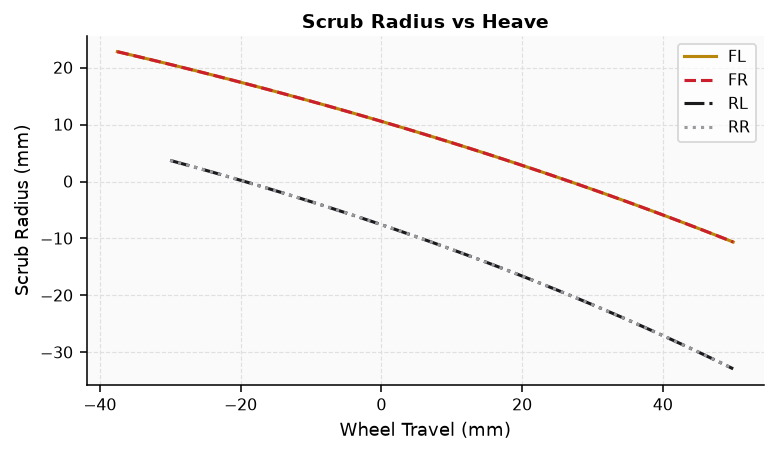 Scrub Radius vs Heave
FL
FR
RL
RR
20
10
0
−10
−20
−30
Scrub Radius (mm)
−40
−20
0
20
40
Wheel Travel (mm)